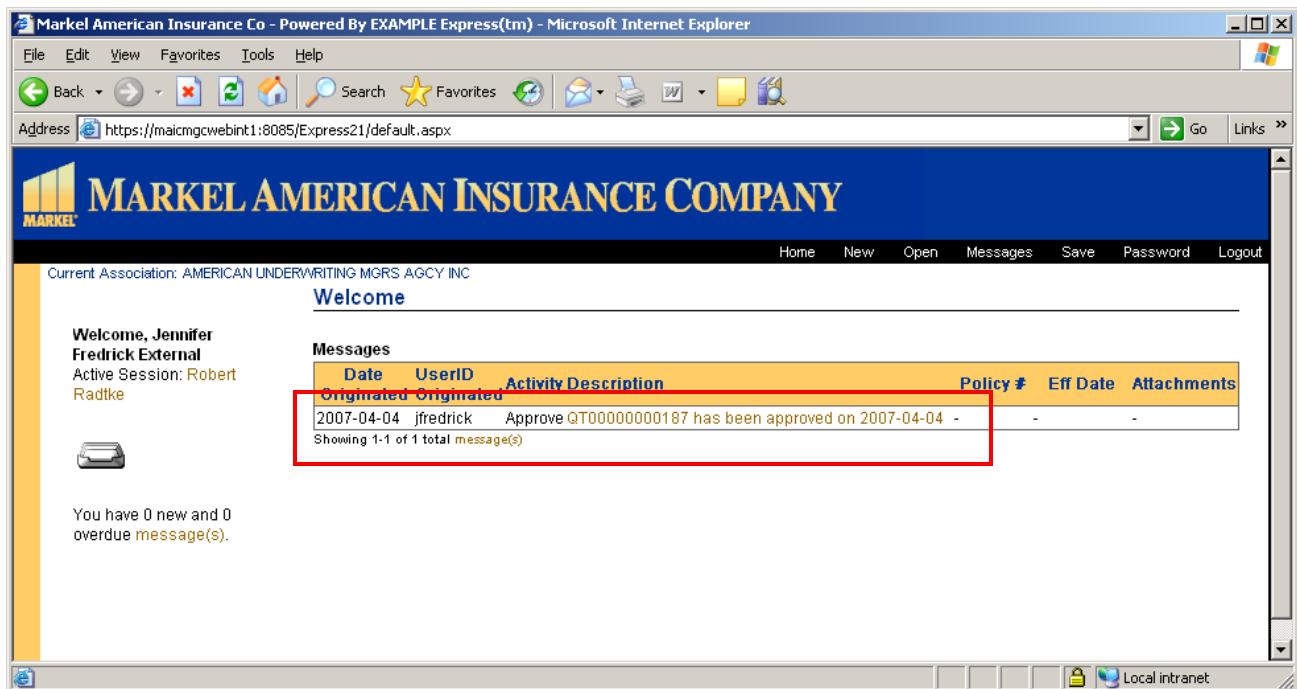 Markel American Insurance Co - Powered By EXAMPLE Express(tm) - Microsoft Internet Explorer
File Edit View Favorites Tools Help
Back Search Favorites
Address https://maicmgcwebint1:8085/Express21/default.aspx Go Links »
MARKEL AMERICAN INSURANCE COMPANY
MARKEL
Home New Open Messages Save Password Logout
Current Association: AMERICAN UNDERWRITING MGRS AGCY INC
Welcome
Welcome, Jennifer
Fredrick External
Active Session: Robert
Radtke
You have 0 new and 0
overdue message(s).
Messages
Date Originated UserID Originated Activity Description Policy # Eff Date Attachments
2007-04-04 jfredrick Approve QT00000000187 has been approved on 2007-04-04 - - -
Showing 1-1 of 1 total message(s)
Local intranet